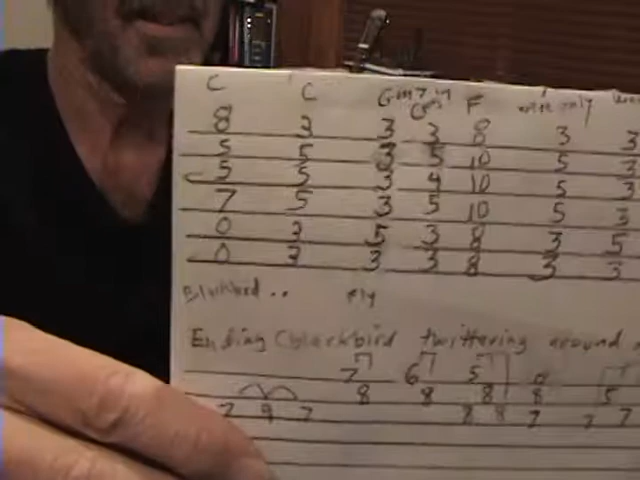 C C Gm7 in F
8 3 3 3 8 3 3
5 5 3 5 10 5 3
5 5 3 4 10 5 3
7 5 3 5 10 5 3
0 3 5 3 8 3 5
0 3 3 3 8 3 3
Blackbird.. Fly
Ending (blackbird twittering around
7 6 5
8 8 8 8 5
7 9 7 8 8 7 7 7